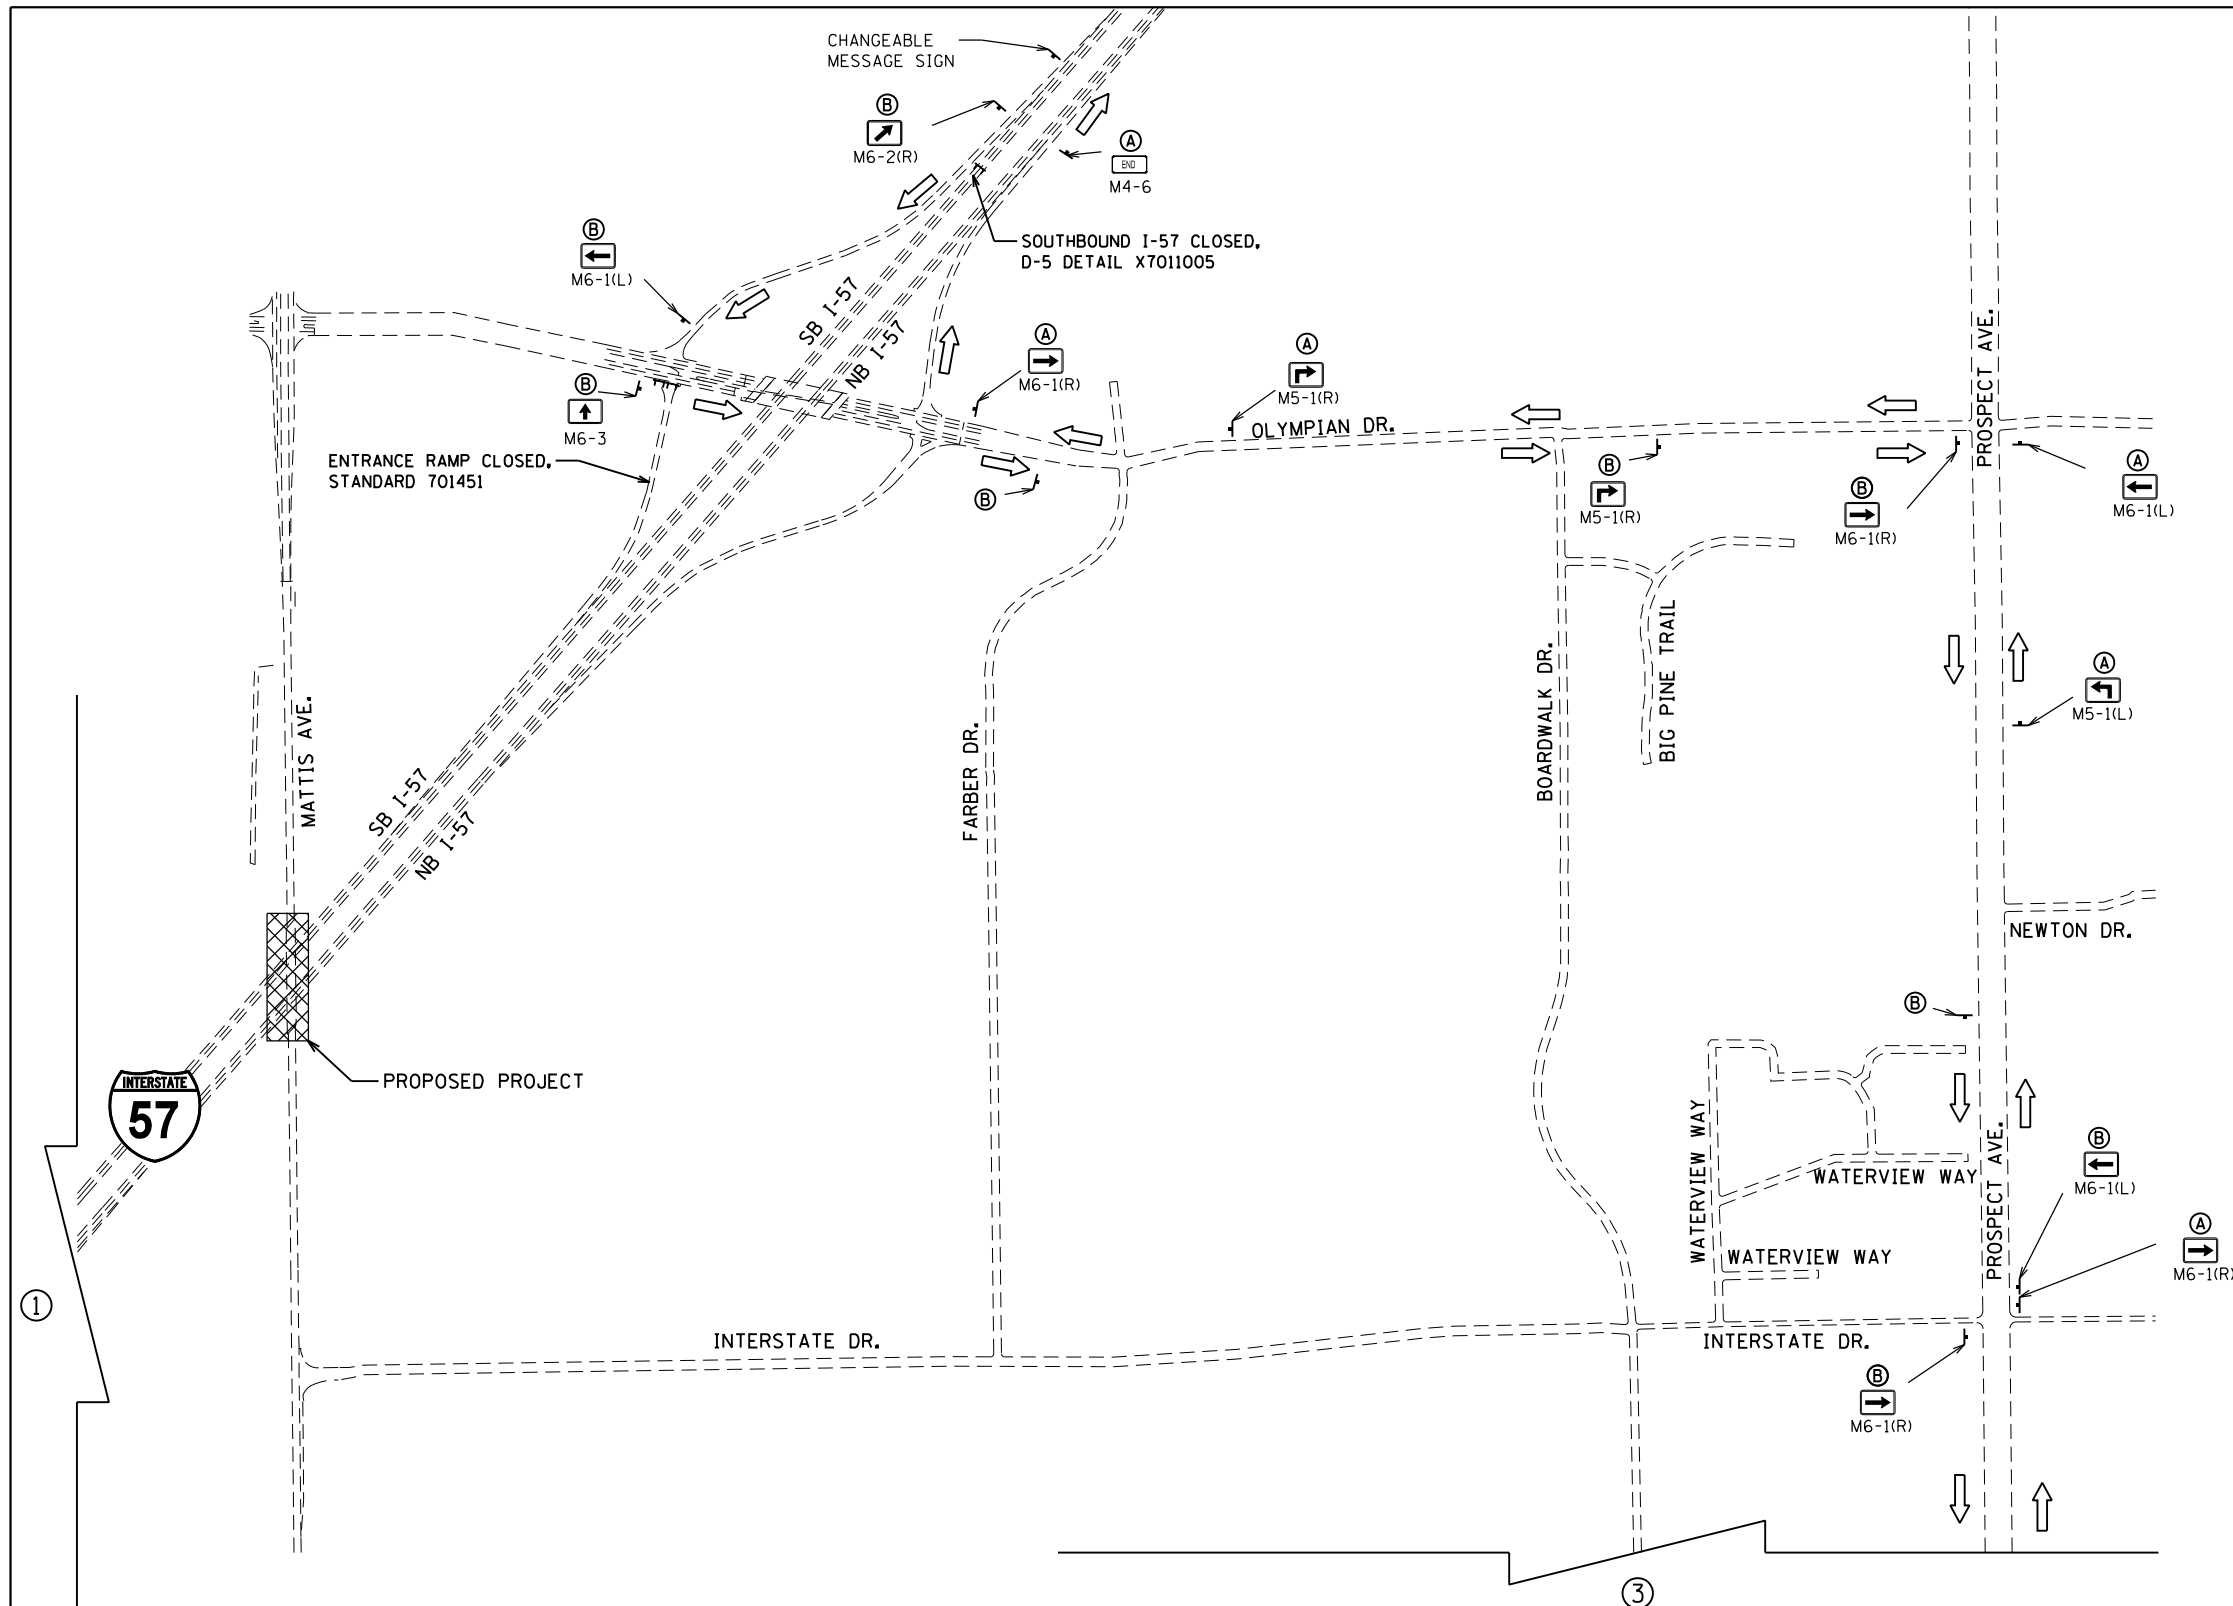 CHANGEABLE
MESSAGE SIGN
B
M6-2(R)
A
END
M4-6
B
M6-1(L)
SOUTHBOUND I-57 CLOSED,
D-5 DETAIL X7011005
SB I-57
NB I-57
A
M6-1(R)
A
M5-1(R)
OLYMPIAN DR.
PROSPECT AVE.
B
M6-3
ENTRANCE RAMP CLOSED,
STANDARD 701451
B
B
M5-1(R)
B
M6-1(R)
A
M6-1(L)
MATTIS AVE.
SB I-57
NB I-57
FARBER DR.
BOARDWALK DR.
BIG PINE TRAIL
A
M5-1(L)
NEWTON DR.
B
PROPOSED PROJECT
INTERSTATE
57
WATERVIEW WAY
WATERVIEW WAY
WATERVIEW WAY
PROSPECT AVE.
B
M6-1(L)
A
M6-1(R)
1
INTERSTATE DR.
INTERSTATE DR.
B
M6-1(R)
3